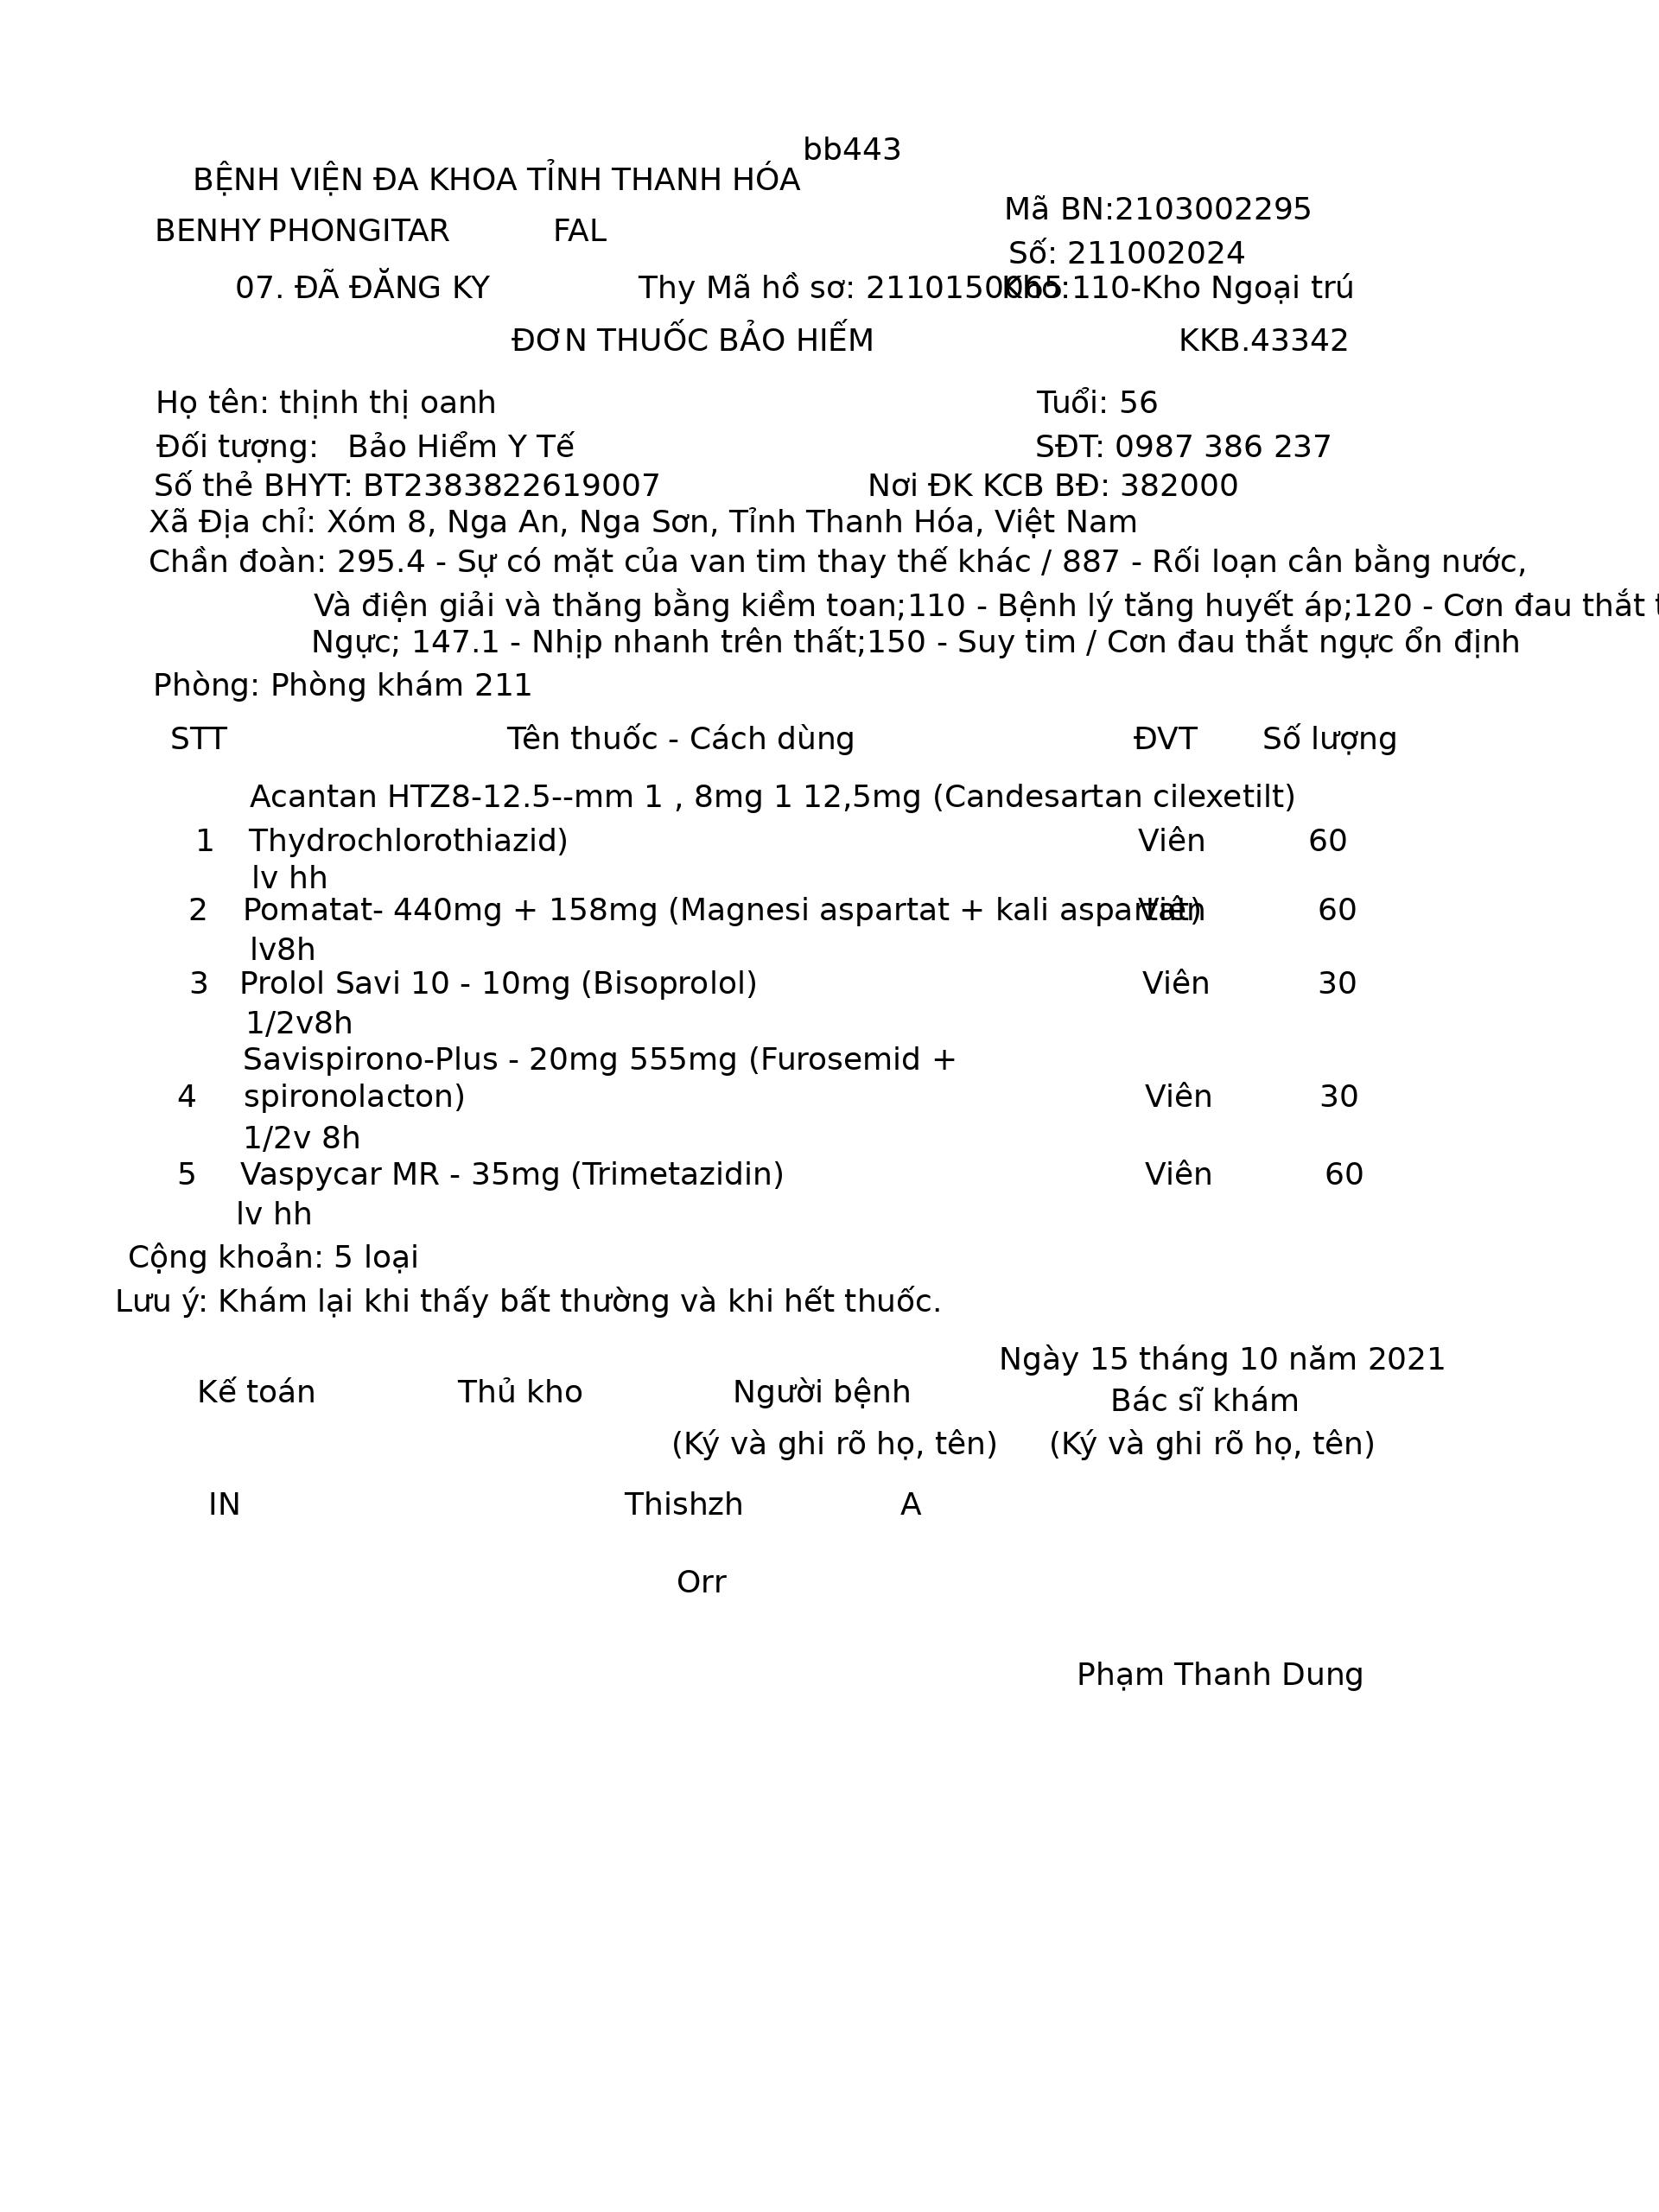 bb443
BỆNH VIỆN ĐA KHOA TỈNH THANH HÓA
Mã BN:2103002295
BENHY PHONGITAR FAL
Số: 211002024
07. ĐÃ ĐĂNG KY Thy Mã hồ sơ: 2110150065 Kho:110-Kho Ngoại trú
ĐƠN THUỐC BẢO HIẾM KKB.43342
Họ tên: thịnh thị oanh Tuổi: 56
Đối tượng: Bảo Hiểm Y Tế SĐT: 0987 386 237
Số thẻ BHYT: BT2383822619007 Nơi ĐK KCB BĐ: 382000
Xã Địa chỉ: Xóm 8, Nga An, Nga Sơn, Tỉnh Thanh Hóa, Việt Nam
Chần đoàn: 295.4 - Sự có mặt của van tim thay thế khác / 887 - Rối loạn cân bằng nước,
Và điện giải và thăng bằng kiềm toan;110 - Bệnh lý tăng huyết áp;120 - Cơn đau thắt t
Ngực; 147.1 - Nhịp nhanh trên thất;150 - Suy tim / Cơn đau thắt ngực ổn định
Phòng: Phòng khám 211
STT Tên thuốc - Cách dùng ĐVT Số lượng
Acantan HTZ8-12.5--mm 1 , 8mg 1 12,5mg (Candesartan cilexetilt)
1 Thydrochlorothiazid) Viên 60
lv hh
2 Pomatat- 440mg + 158mg (Magnesi aspartat + kali aspartat) Viên 60
lv8h
3 Prolol Savi 10 - 10mg (Bisoprolol) Viên 30
1/2v8h
Savispirono-Plus - 20mg 555mg (Furosemid +
4 spironolacton) Viên 30
1/2v 8h
5 Vaspycar MR - 35mg (Trimetazidin) Viên 60
lv hh
Cộng khoản: 5 loại
Lưu ý: Khám lại khi thấy bất thường và khi hết thuốc.
Ngày 15 tháng 10 năm 2021
Kế toán Thủ kho Người bệnh Bác sĩ khám
(Ký và ghi rõ họ, tên) (Ký và ghi rõ họ, tên)
IN Thishzh A
Orr
Phạm Thanh Dung